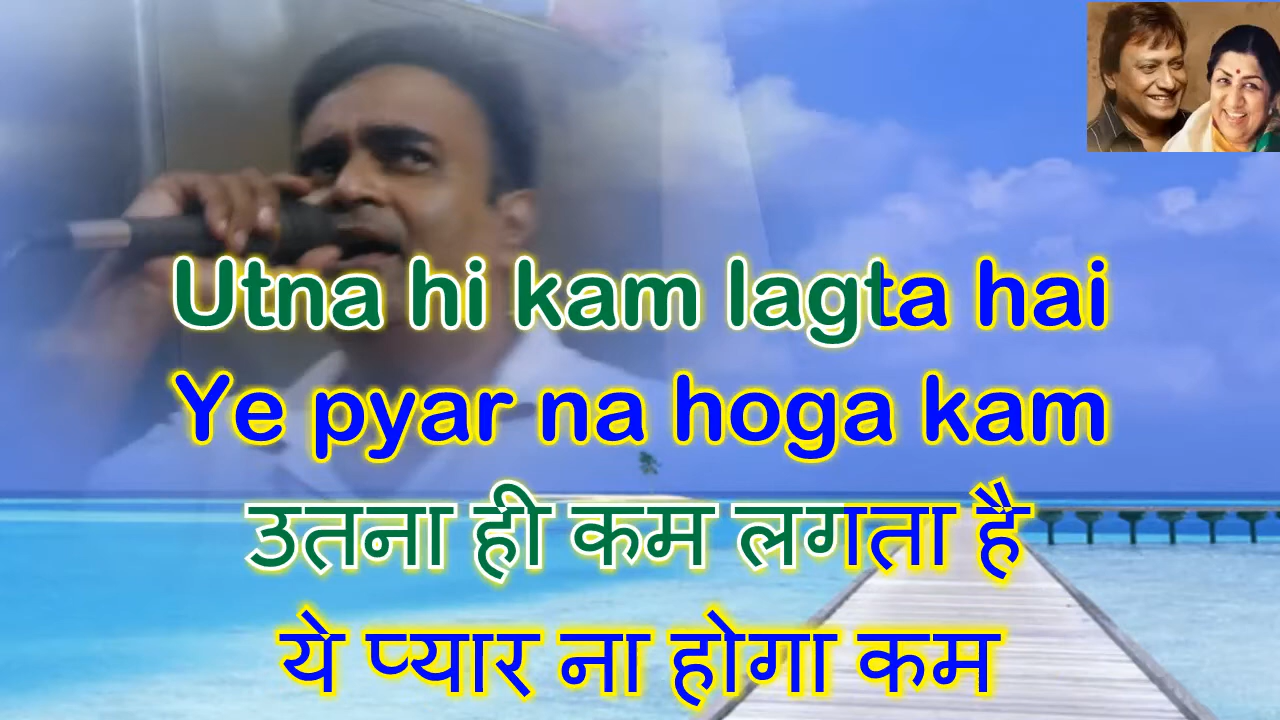 Utna hi kam lagta hai
Ye pyar na hoga kam
उतना ही कम लगता है
ये प्यार ना होगा कम